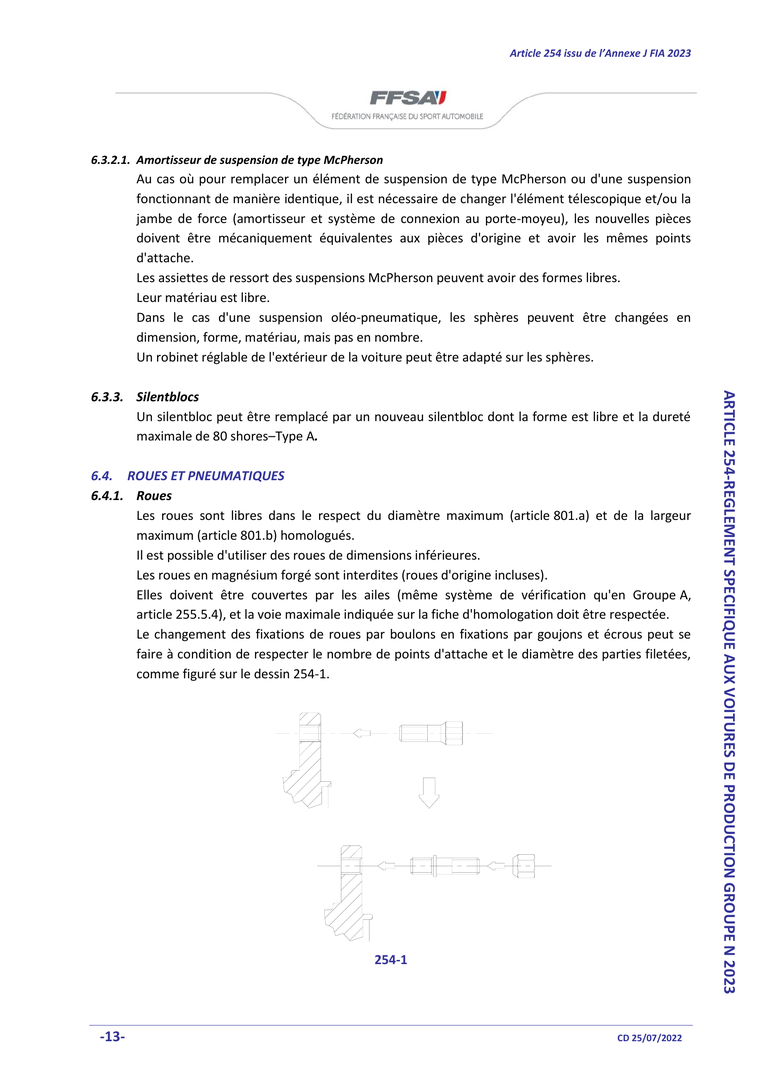 Article 254 issu de l'Annexe J FIA 2023
FFSA
FÉDÉRATION FRANÇAISE DU SPORT AUTOMOBILE
6.3.2.1. Amortisseur de suspension de type McPherson
Au cas où pour remplacer un élément de suspension de type McPherson ou d'une suspension
fonctionnant de manière identique, il est nécessaire de changer l'élément télescopique et/ou la
jambe de force (amortisseur et système de connexion au porte-moyeu), les nouvelles pièces
doivent être mécaniquement équivalentes aux pièces d'origine et avoir les mêmes points
d'attache.
Les assiettes de ressort des suspensions McPherson peuvent avoir des formes libres.
Leur matériau est libre.
Dans le cas d'une suspension oléo-pneumatique, les sphères peuvent être changées en
dimension, forme, matériau, mais pas en nombre.
Un robinet réglable de l'extérieur de la voiture peut être adapté sur les sphères.
6.3.3. Silentblocs
Un silentbloc peut être remplacé par un nouveau silentbloc dont la forme est libre et la dureté
maximale de 80 shores–Type A.
6.4. ROUES ET PNEUMATIQUES
6.4.1. Roues
Les roues sont libres dans le respect du diamètre maximum (article 801.a) et de la largeur
maximum (article 801.b) homologués.
Il est possible d'utiliser des roues de dimensions inférieures.
Les roues en magnésium forgé sont interdites (roues d'origine incluses).
Elles doivent être couvertes par les ailes (même système de vérification qu'en Groupe A,
article 255.5.4), et la voie maximale indiquée sur la fiche d'homologation doit être respectée.
Le changement des fixations de roues par boulons en fixations par goujons et écrous peut se
faire à condition de respecter le nombre de points d'attache et le diamètre des parties filetées,
comme figuré sur le dessin 254-1.
254-1
ARTICLE 254-REGLEMENT SPECIFIQUE AUX VOITURES DE PRODUCTION GROUPE N 2023
-13-
CD 25/07/2022